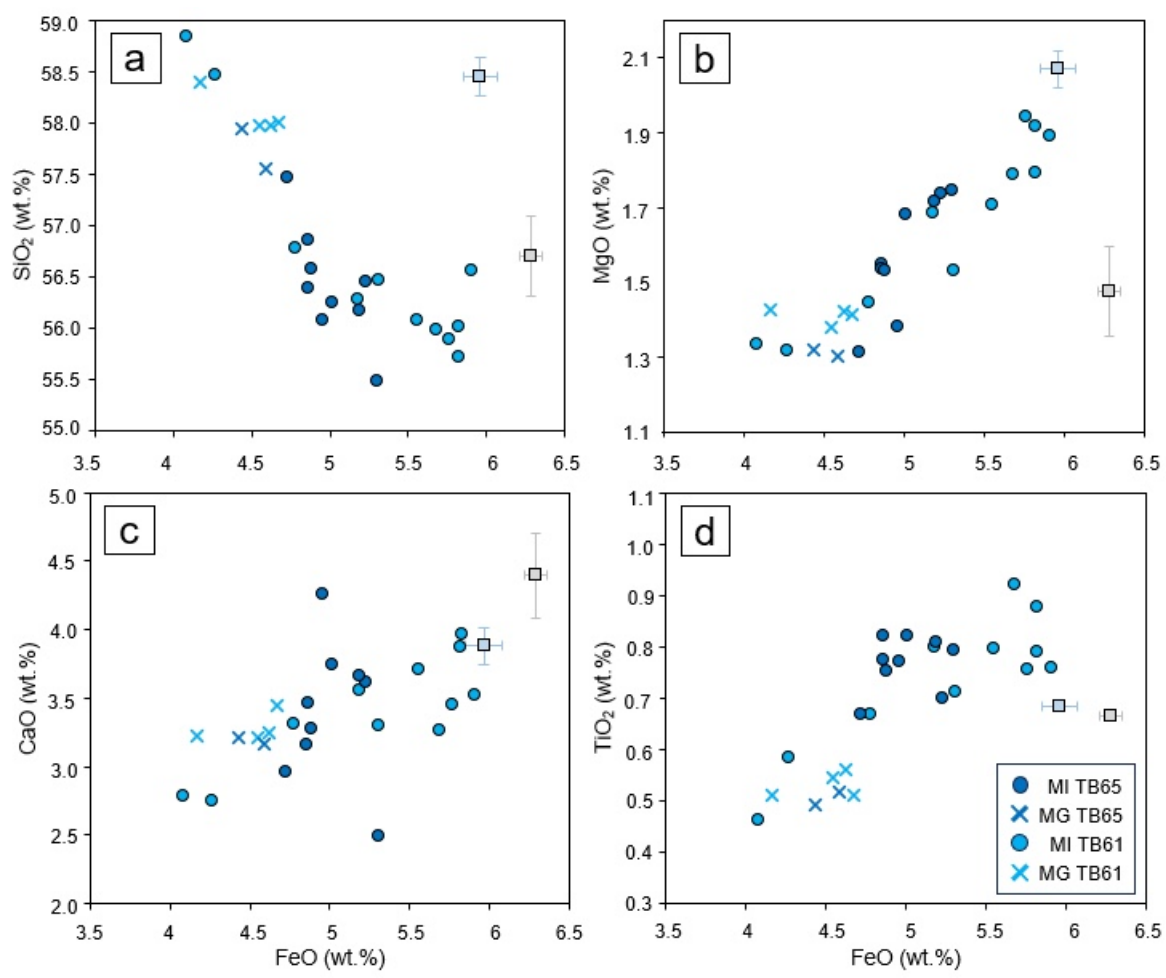 a
SiO₂ (wt.%)
59.0
58.5
58.0
57.5
57.0
56.5
56.0
55.5
55.0
3.5 4 4.5 5 5.5 6 6.5
b
MgO (wt.%)
2.1
1.9
1.7
1.5
1.3
1.1
3.5 4 4.5 5 5.5 6 6.5
c
CaO (wt.%)
5.0
4.5
4.0
3.5
3.0
2.5
2.0
3.5 4 4.5 5 5.5 6 6.5
FeO (wt.%)
d
TiO₂ (wt.%)
1.1
1.0
0.9
0.8
0.7
0.6
0.5
0.4
0.3
3.5 4 4.5 5 5.5 6 6.5
FeO (wt.%)
MI TB65
MG TB65
MI TB61
MG TB61